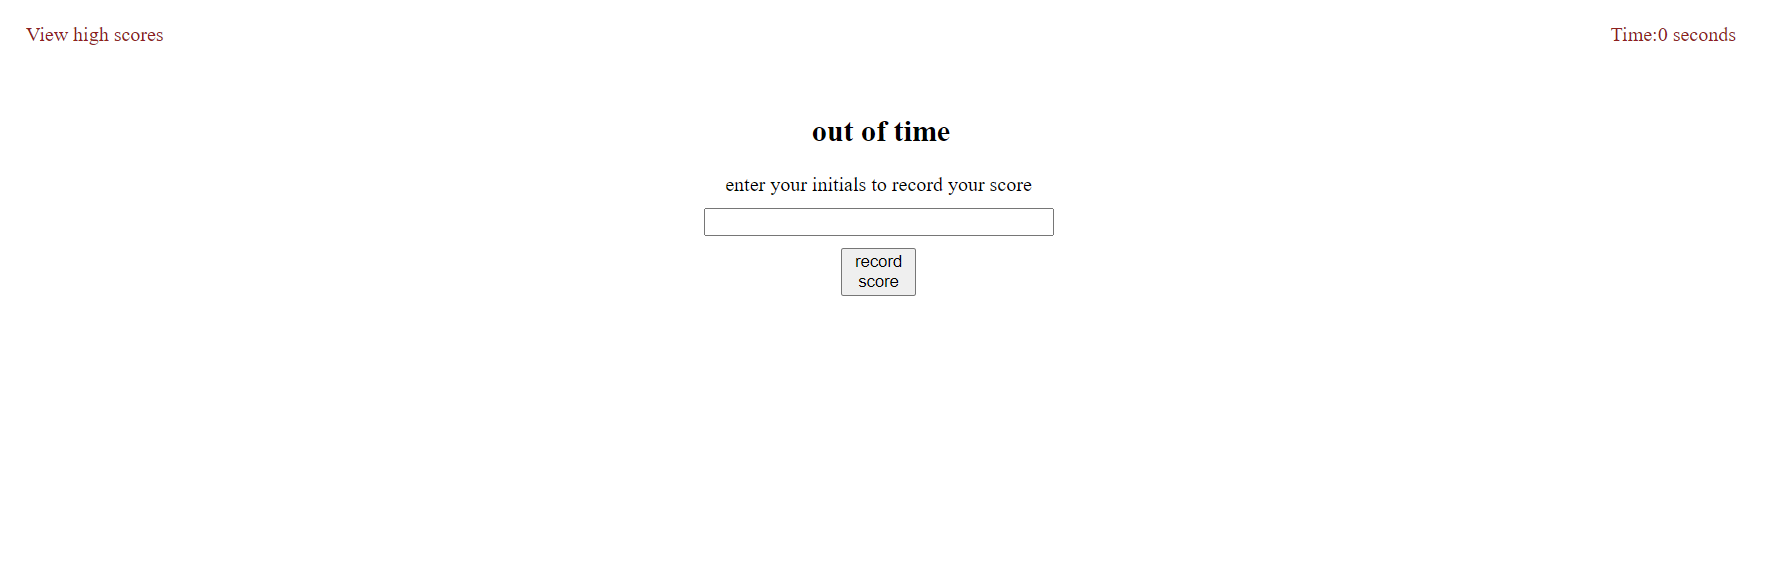 View high scores
Time:0 seconds
out of time
enter your initials to record your score
record
score